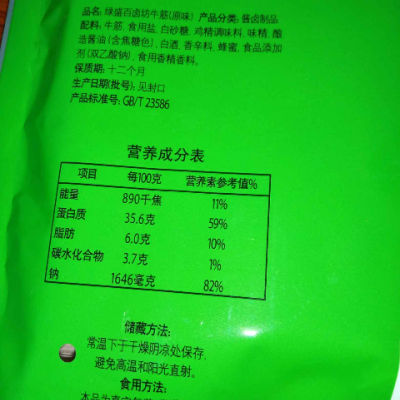 品名: 绿盛百卤坊牛筋(原味) 产品分类: 酱卤制品
配料: 牛筋, 食用盐, 白砂糖, 鸡精调味料, 味精, 酿
造酱油(含焦糖色), 白酒, 香辛料, 蜂蜜, 食品添加
剂(双乙酸钠), 食用香精香料.
保质期: 十二个月
生产日期(批号): 见封口
产品标准号: GB/T 23586
营养成分表
项目 每100克 营养素参考值%
能量 890千焦 11%
蛋白质 35.6克 59%
脂肪 6.0克 10%
碳水化合物 3.7克 1%
钠 1646毫克 82%
储藏方法:
常温下于干燥阴凉处保存,
避免高温和阳光直射.
食用方法: